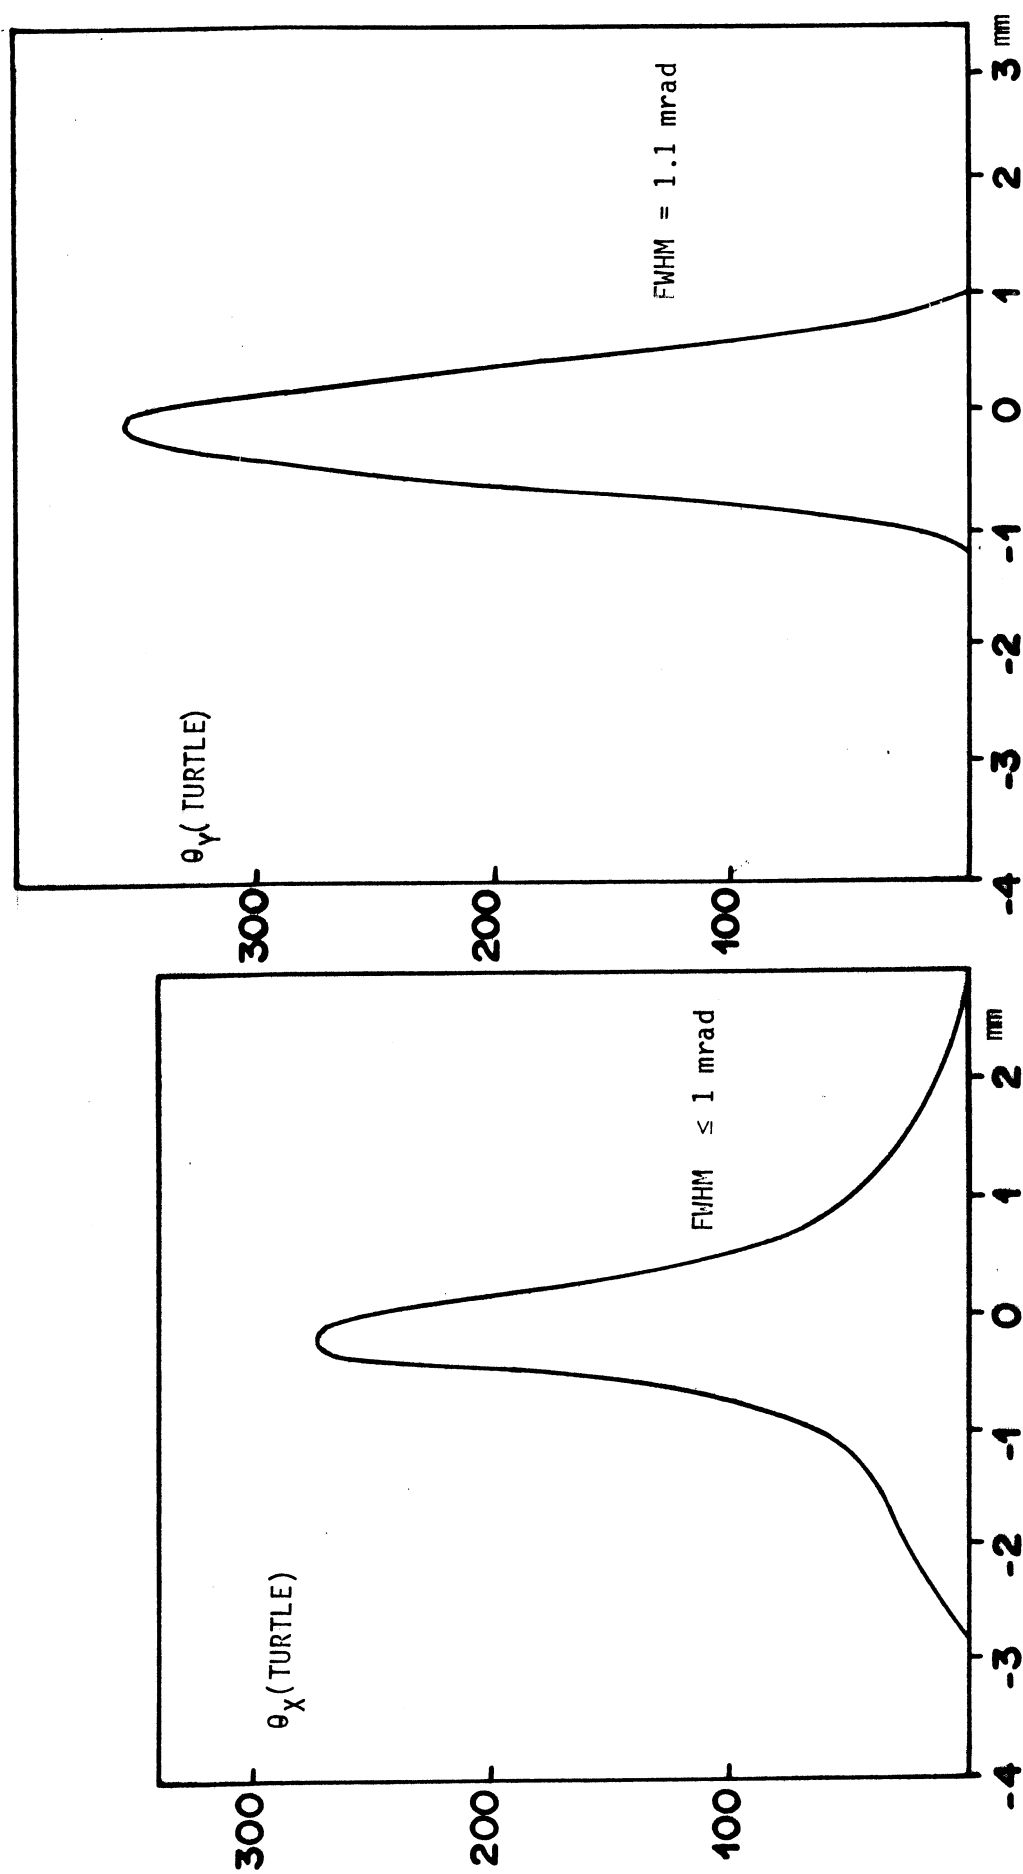 θX(TURTLE)
300
200
100
FWHM ≤ 1 mrad
-4 -3 -2 -1 0 1 2 mm
θY(TURTLE)
300
200
100
FWHM = 1.1 mrad
-4 -3 -2 -1 0 1 2 3 mm